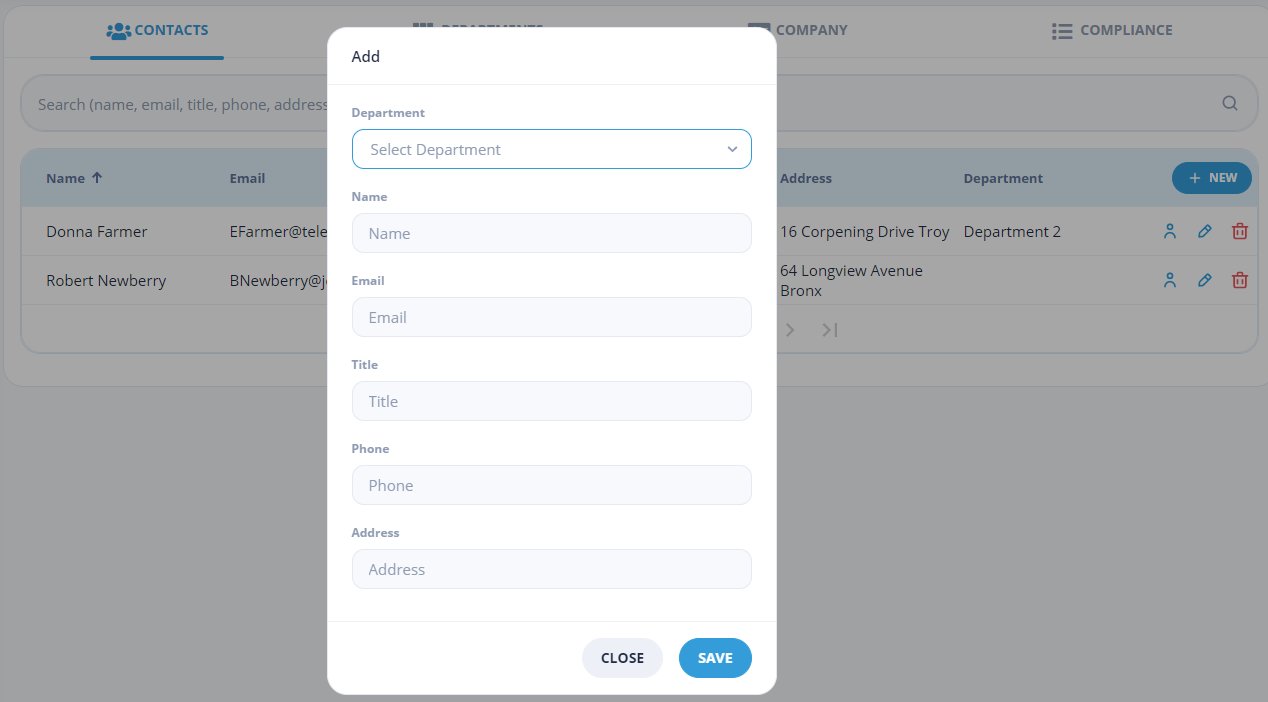 CONTACTS
COMPANY
COMPLIANCE
Add
Search (name, email, title, phone, address
Department
Select Department
Name
Email
Address
Department
NEW
Name
Name
Donna Farmer
EFarmer@tele
16 Corpening Drive Troy
Department 2
Email
Email
Robert Newberry
BNewberry@j
64 Longview Avenue
Bronx
Title
Title
Phone
Phone
Address
Address
CLOSE
SAVE